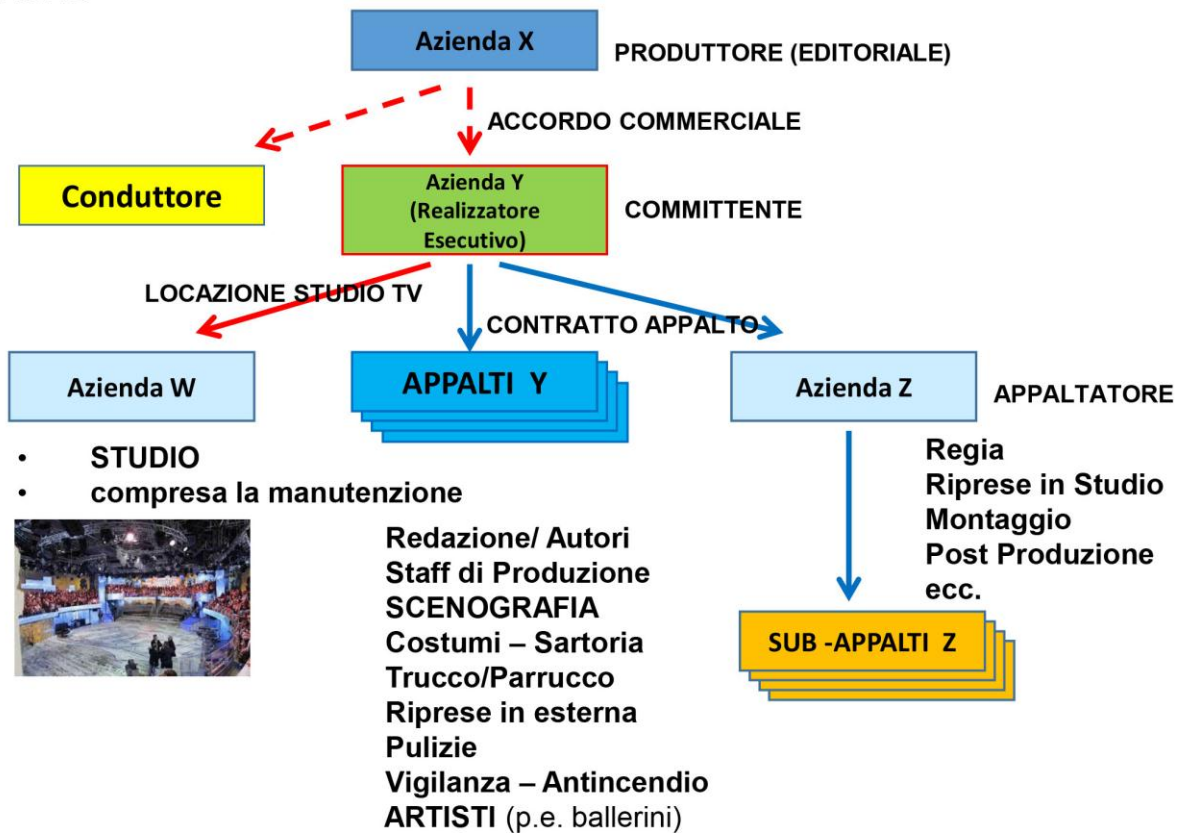 Azienda X
PRODUTTORE (EDITORIALE)
ACCORDO COMMERCIALE
Conduttore
Azienda Y
(Realizzatore
Esecutivo)
COMMITTENTE
LOCAZIONE STUDIO TV
CONTRATTO APPALTO
Azienda W
APPALTI Y
Azienda Z
APPALTATORE
• STUDIO
• compresa la manutenzione
Redazione/ Autori
Staff di Produzione
SCENOGRAFIA
Costumi – Sartoria
Trucco/Parrucco
Riprese in esterna
Pulizie
Vigilanza – Antincendio
ARTISTI (p.e. ballerini)
Regia
Riprese in Studio
Montaggio
Post Produzione
ecc.
SUB -APPALTI Z